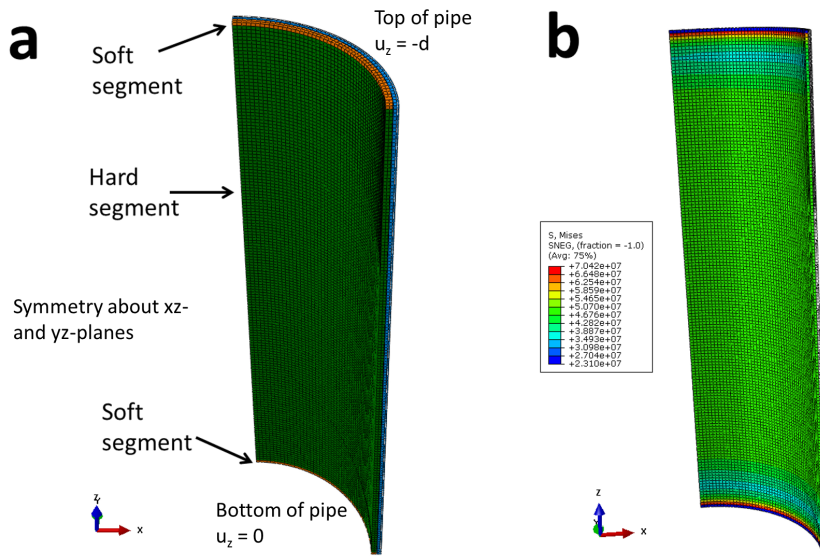 a
Top of pipe
u_z = -d
Soft
segment
Hard
segment
Symmetry about xz-
and yz-planes
Soft
segment
Bottom of pipe
u_z = 0
z
Y
x
b
S, Mises
SNEG, (fraction = -1.0)
(Avg: 75%)
+7.042e+07
+6.648e+07
+6.254e+07
+5.859e+07
+5.465e+07
+5.070e+07
+4.676e+07
+4.282e+07
+3.887e+07
+3.493e+07
+3.098e+07
+2.704e+07
+2.310e+07
z
Y
x